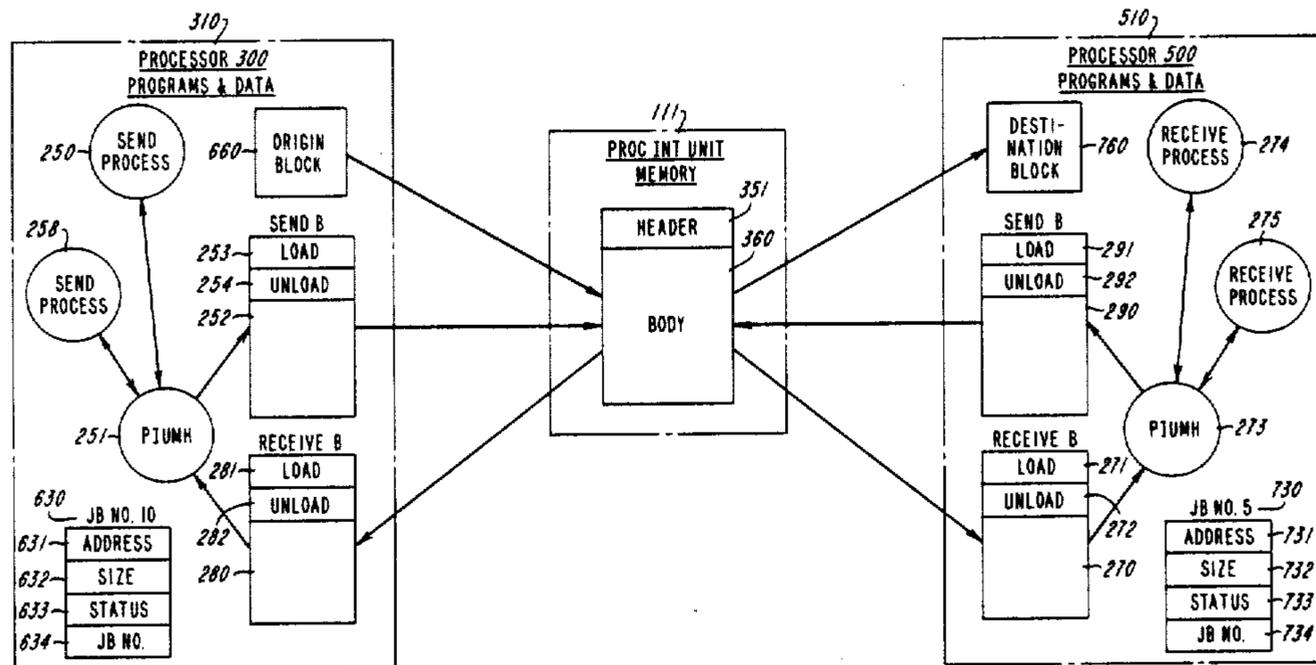 310
PROCESSOR 300
PROGRAMS & DATA
250
SEND
PROCESS
660
ORIGIN
BLOCK
258
SEND
PROCESS
SEND B
253
LOAD
254
UNLOAD
252
251
PIUMH
RECEIVE B
281
LOAD
UNLOAD
282
280
630
JB NO. 10
631
ADDRESS
632
SIZE
633
STATUS
634
JB NO.
111
PROC INT UNIT
MEMORY
351
HEADER
360
BODY
510
PROCESSOR 500
PROGRAMS & DATA
DESTI-
NATION
BLOCK
760
RECEIVE
PROCESS
274
SEND B
LOAD
291
UNLOAD
292
290
275
RECEIVE
PROCESS
PIUMH
273
RECEIVE B
LOAD
271
UNLOAD
272
270
JB NO. 5
730
ADDRESS
731
SIZE
732
STATUS
733
JB NO.
734